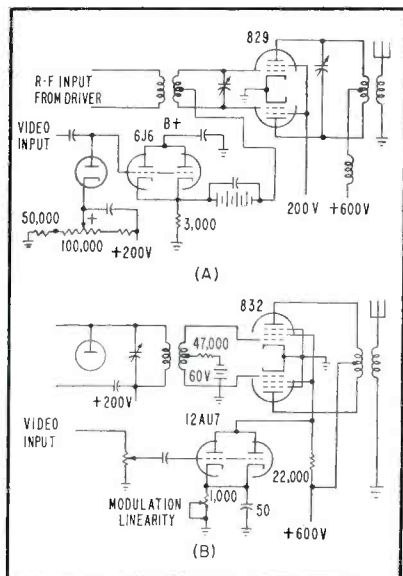 829
R-F INPUT
FROM DRIVER
VIDEO
INPUT
B+
6J6
50,000
+
100,000
+200V
3,000
200V
+600V
(A)
832
47,000
60V
+200V
VIDEO
INPUT
12AU7
1,000
MODULATION
LINEARITY
50
22,000
+600V
(B)